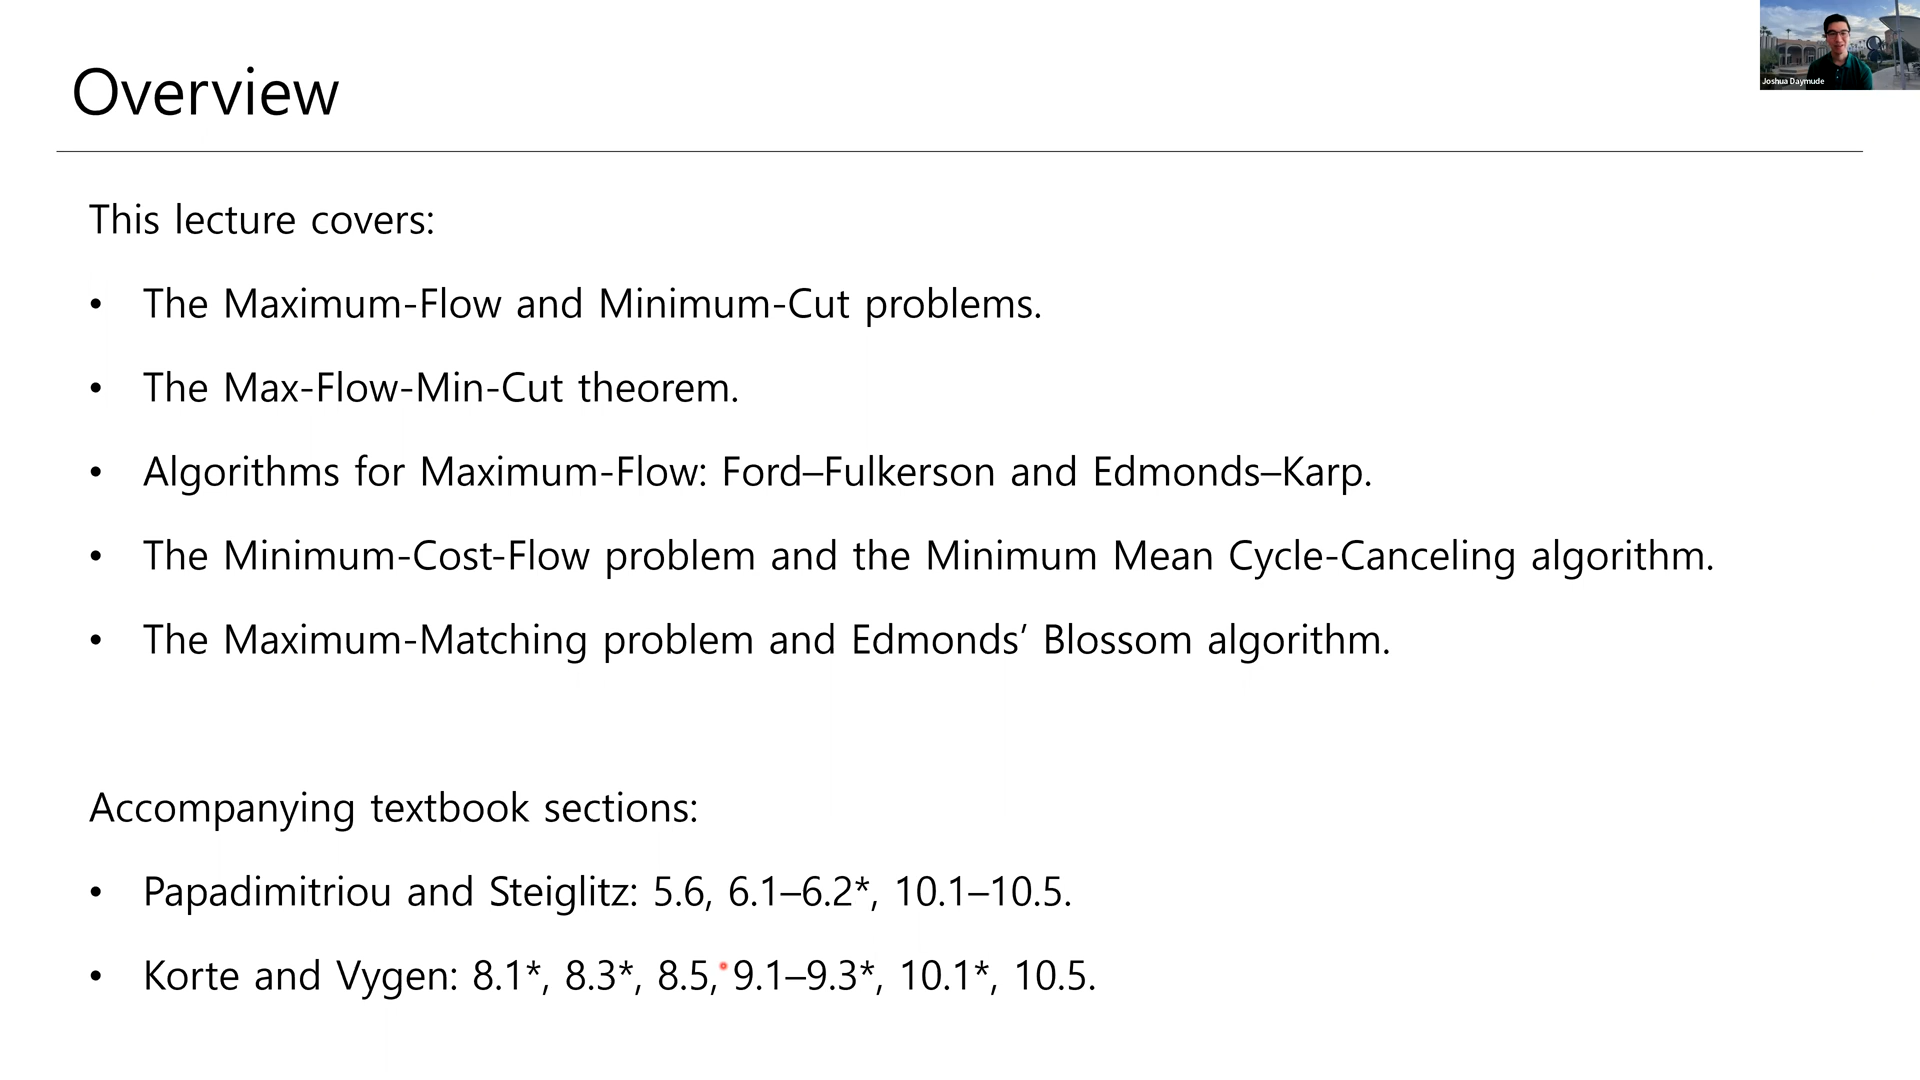 Joshua Daymude
Overview
This lecture covers:
• The Maximum-Flow and Minimum-Cut problems.
• The Max-Flow-Min-Cut theorem.
• Algorithms for Maximum-Flow: Ford–Fulkerson and Edmonds–Karp.
• The Minimum-Cost-Flow problem and the Minimum Mean Cycle-Canceling algorithm.
• The Maximum-Matching problem and Edmonds’ Blossom algorithm.
Accompanying textbook sections:
• Papadimitriou and Steiglitz: 5.6, 6.1–6.2*, 10.1–10.5.
• Korte and Vygen: 8.1*, 8.3*, 8.5, 9.1–9.3*, 10.1*, 10.5.